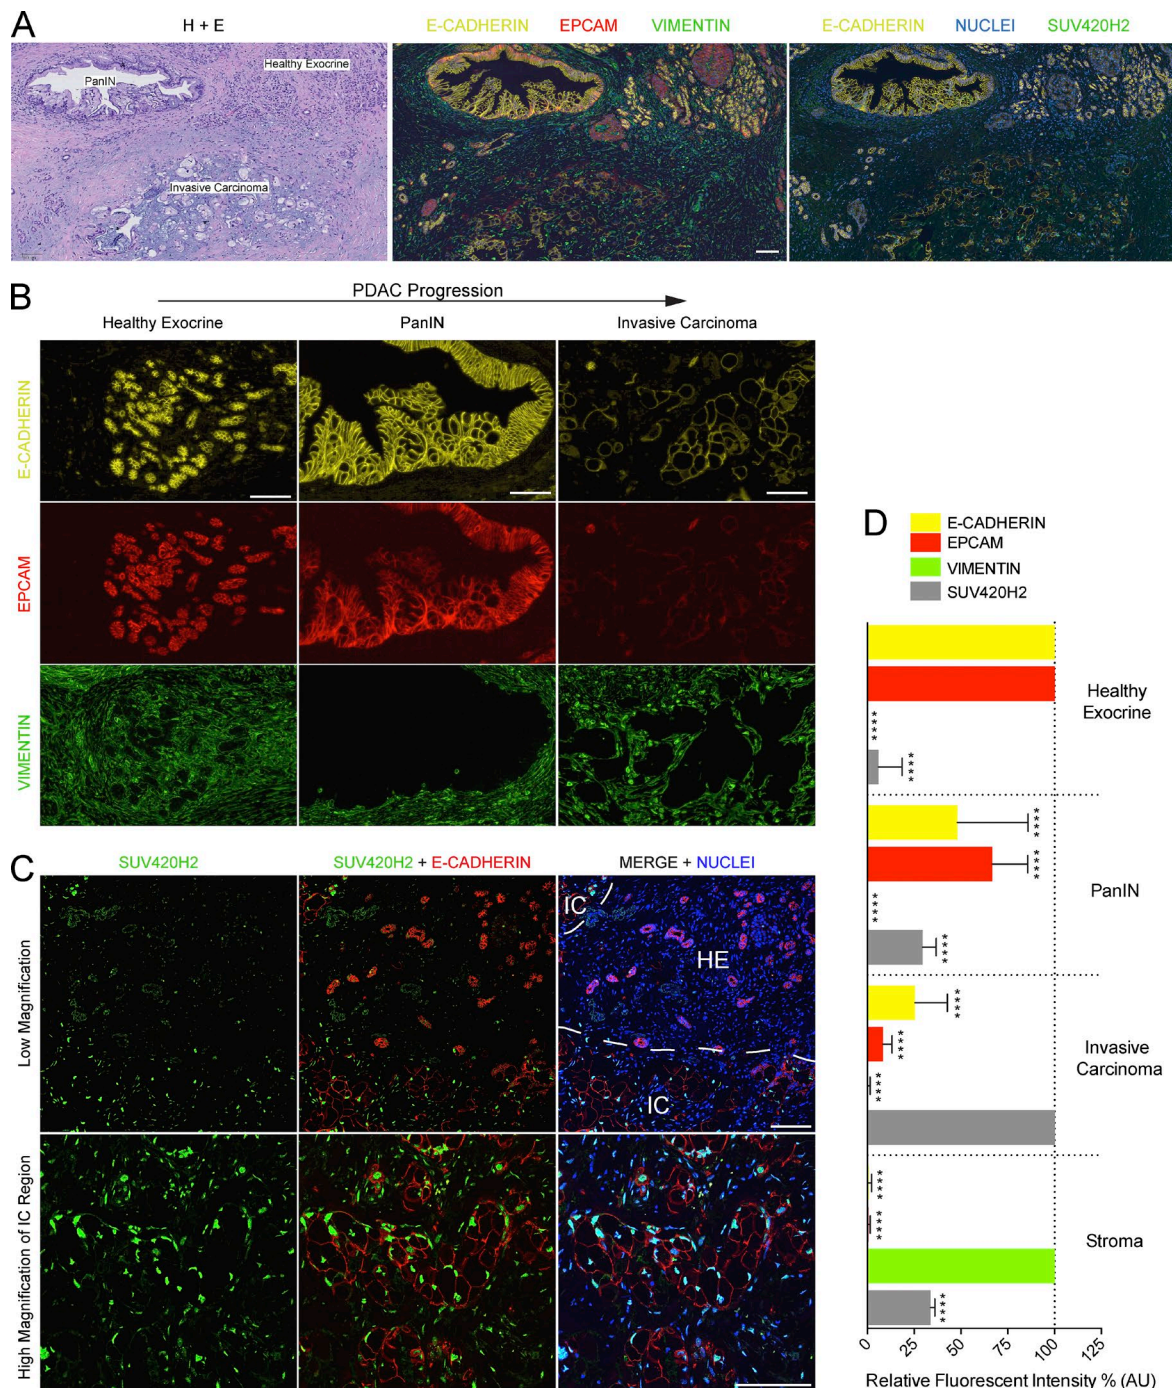 A
H + E
E-CADHERIN EPCAM VIMENTIN
E-CADHERIN NUCLEI SUV420H2
PanIN
Healthy Exocrine
Invasive Carcinoma
B
PDAC Progression
Healthy Exocrine
PanIN
Invasive Carcinoma
E-CADHERIN
EPCAM
VIMENTIN
C
SUV420H2
SUV420H2 + E-CADHERIN
MERGE + NUCLEI
Low Magnification
IC
HE
IC
High Magnification of IC Region
D
E-CADHERIN
EPCAM
VIMENTIN
SUV420H2
****
****
Healthy
Exocrine
****
****
****
****
PanIN
****
****
****
Invasive
Carcinoma
****
****
****
Stroma
0 25 50 75 100 125
Relative Fluorescent Intensity % (AU)